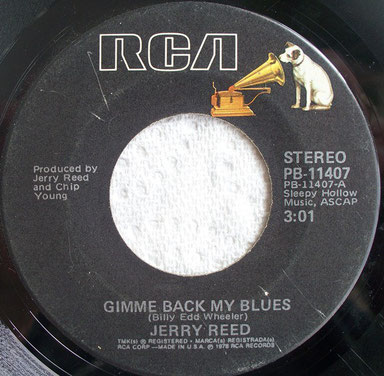 RCA
Produced by
Jerry Reed
and Chip
Young
STEREO
PB-11407
PB-11407-A
Sleepy Hollow
Music, ASCAP
3:01
GIMME BACK MY BLUES
(Billy Edd Wheeler)
JERRY REED
TMK(s) ® REGISTERED • MARCA(s) REGISTRADA(s)
RCA CORP—MADE IN U.S.A. ℗ 1978 RCA RECORDS